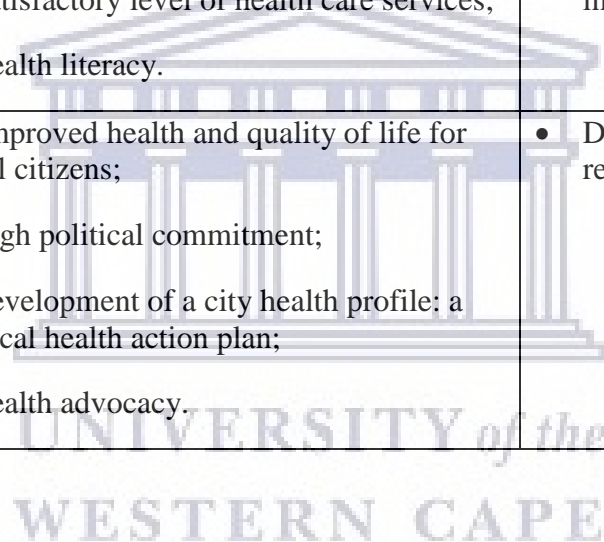 tisfactory level of health care services;
ealth literacy.
nproved health and quality of life for
l citizens;
gh political commitment;
evelopment of a city health profile: a
cal health action plan;
ealth advocacy.
• D
re
UNIVERSITY of the
WESTERN CAPE